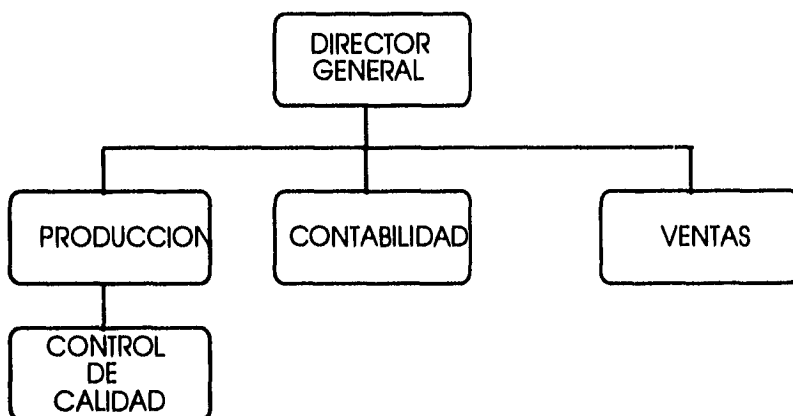 DIRECTOR
GENERAL
PRODUCCION
CONTABILIDAD
VENTAS
CONTROL
DE
CALIDAD